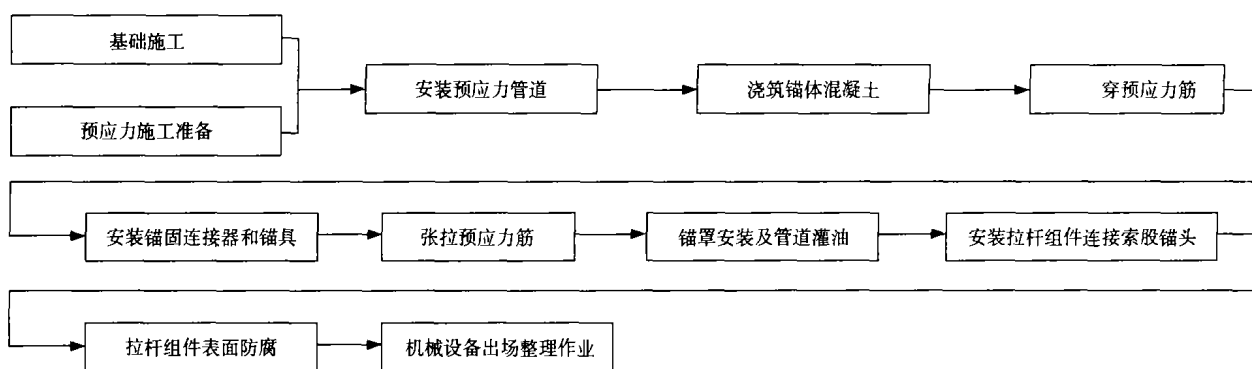 基础施工
预应力施工准备
安装预应力管道
浇筑锚体混凝土
穿预应力筋
安装锚固连接器和锚具
张拉预应力筋
锚罩安装及管道灌油
安装拉杆组件连接索股锚头
拉杆组件表面防腐
机械设备出场整理作业